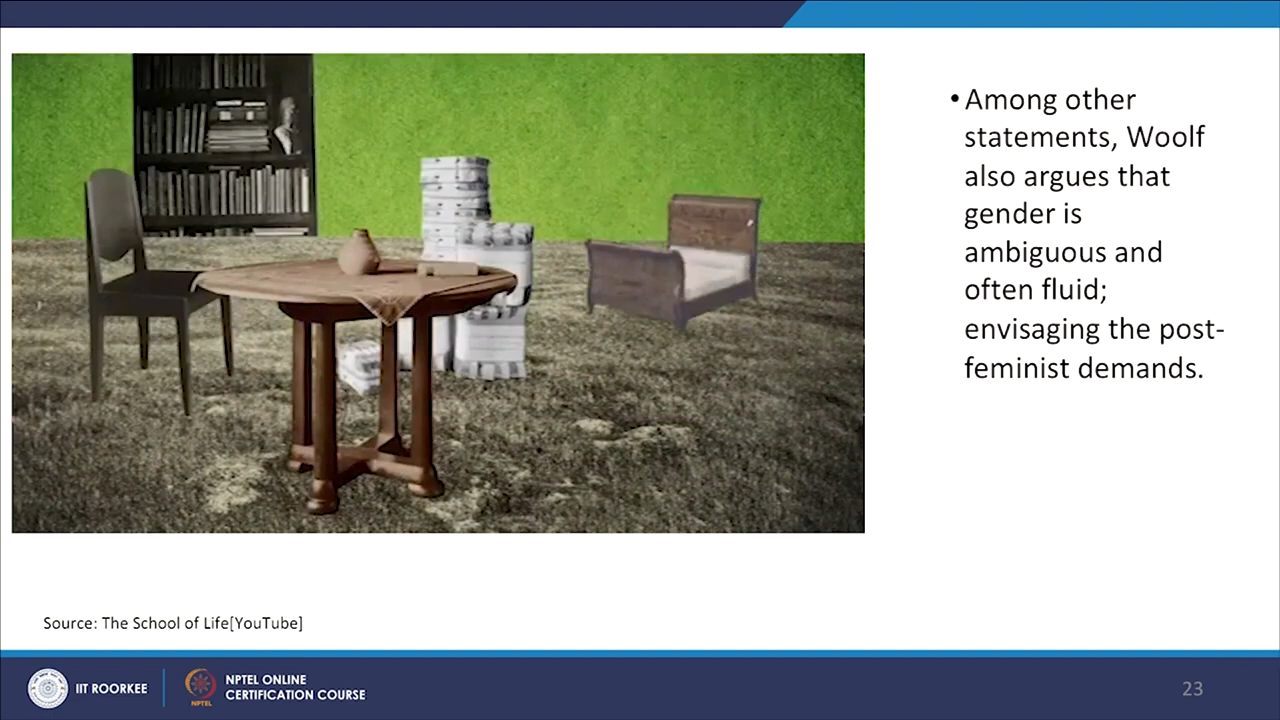 •Among other
statements, Woolf
also argues that
gender is
ambiguous and
often fluid;
envisaging the post-
feminist demands.
Source: The School of Life[YouTube]
IIT ROORKEE
NPTEL
NPTEL ONLINE
CERTIFICATION COURSE
23